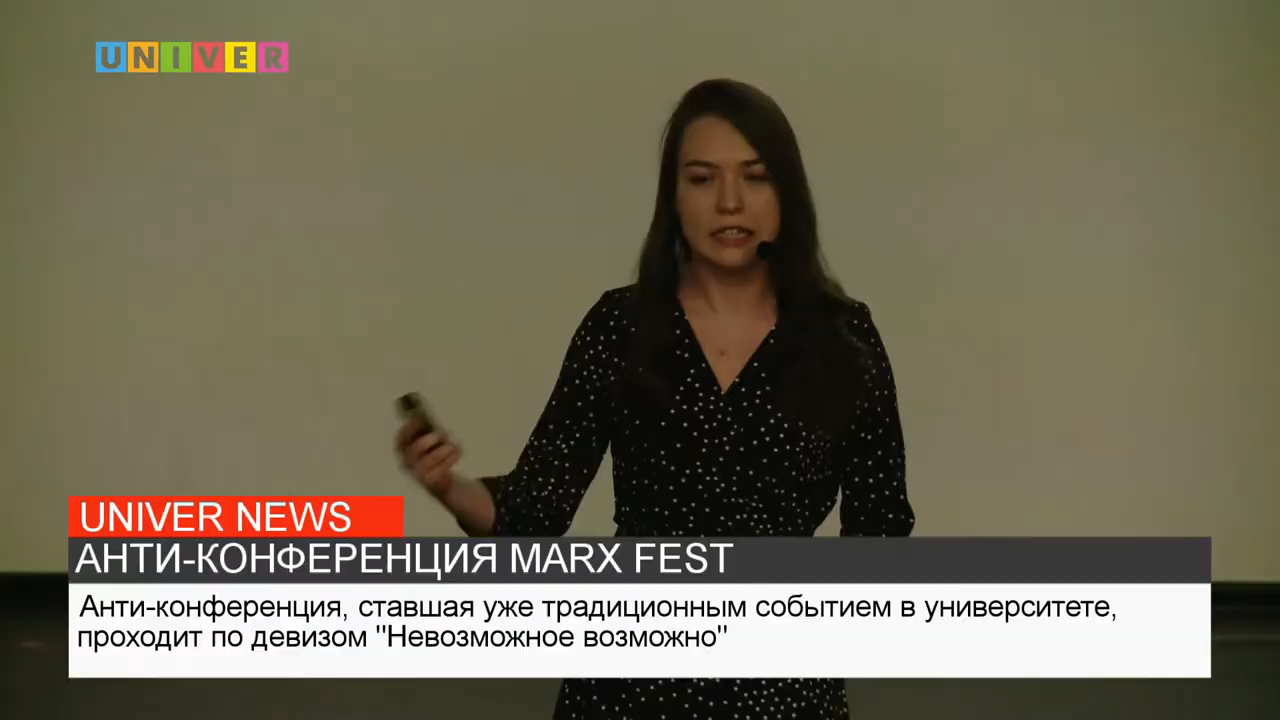 UNIVER
UNIVER NEWS
АНТИ-КОНФЕРЕНЦИЯ MARX FEST
Анти-конференция, ставшая уже традиционным событием в университете,
проходит по девизом "Невозможное возможно"